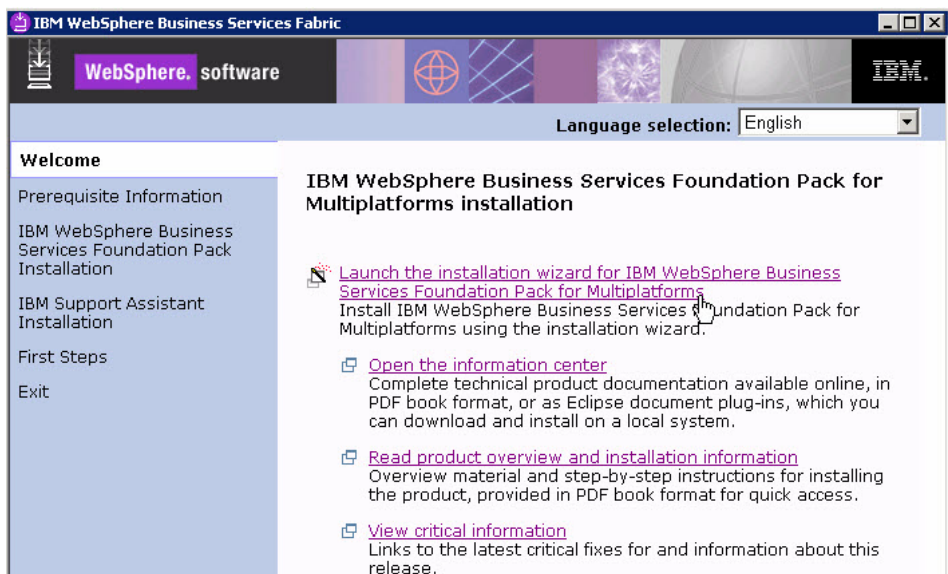 IBM WebSphere Business Services Fabric
WebSphere. software
IBM.
Language selection: English
Welcome
Prerequisite Information
IBM WebSphere Business
Services Foundation Pack
Installation
IBM Support Assistant
Installation
First Steps
Exit
IBM WebSphere Business Services Foundation Pack for
Multiplatforms installation
Launch the installation wizard for IBM WebSphere Business
Services Foundation Pack for Multiplatforms
Install IBM WebSphere Business Services Foundation Pack for
Multiplatforms using the installation wizard.
Open the information center
Complete technical product documentation available online, in
PDF book format, or as Eclipse document plug-ins, which you
can download and install on a local system.
Read product overview and installation information
Overview material and step-by-step instructions for installing
the product, provided in PDF book format for quick access.
View critical information
Links to the latest critical fixes for and information about this
release.